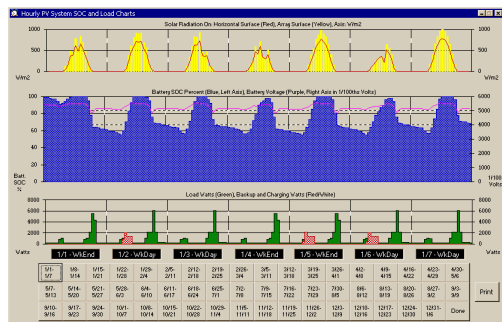 Hourly PV System SOC and Load Charts
Solar Radiation On: Horizontal Surface (Red), Array Surface (Yellow), Axis: W/m2
1000 1000
500 500
0 0
W/m2 W/m2
Battery SOC Percent (Blue, Left Axis), Battery Voltage (Purple, Right Axis in 1/100ths Volts)
100 6000
80 5000
60 4000
40 3000
20 2000
0 1000
0
Batt. SOC % 1/100 Volts
Load Watts (Green), Backup and Charging Watts (Red/White)
8000 8000
6000 6000
4000 4000
2000 2000
0 0
Watts 1/1 - WkEnd 1/2 - WkDay 1/3 - WkDay 1/4 - WkEnd 1/5 - WkEnd 1/6 - WkDay 1/7 - WkDay Watts
1/1- 1/8- 1/15- 1/22- 1/29- 2/5- 2/12- 2/19- 2/26- 3/5- 3/12- 3/19- 3/26- 4/2- 4/9- 4/16- 4/23- 4/30-
1/7 1/14 1/21 1/28 2/4 2/11 2/18 2/25 3/4 3/11 3/18 3/25 4/1 4/8 4/15 4/22 4/29 5/6
5/7- 5/14- 5/21- 5/28- 6/4- 6/11- 6/18- 6/25- 7/2- 7/9- 7/16- 7/23- 7/30- 8/6- 8/13- 8/20- 8/27- 9/3-
5/13 5/20 5/27 6/3 6/10 6/17 6/24 7/1 7/8 7/15 7/22 7/29 8/5 8/12 8/19 8/26 9/2 9/9
Print
9/10- 9/17- 9/24- 10/1- 10/8- 10/15- 10/22- 10/29- 11/5- 11/12- 11/19- 11/26- 12/3- 12/10- 12/17- 12/24- 12/31- Done
9/16 9/23 9/30 10/7 10/14 10/21 10/28 11/4 11/11 11/18 11/25 12/2 12/9 12/16 12/23 12/30 1/6